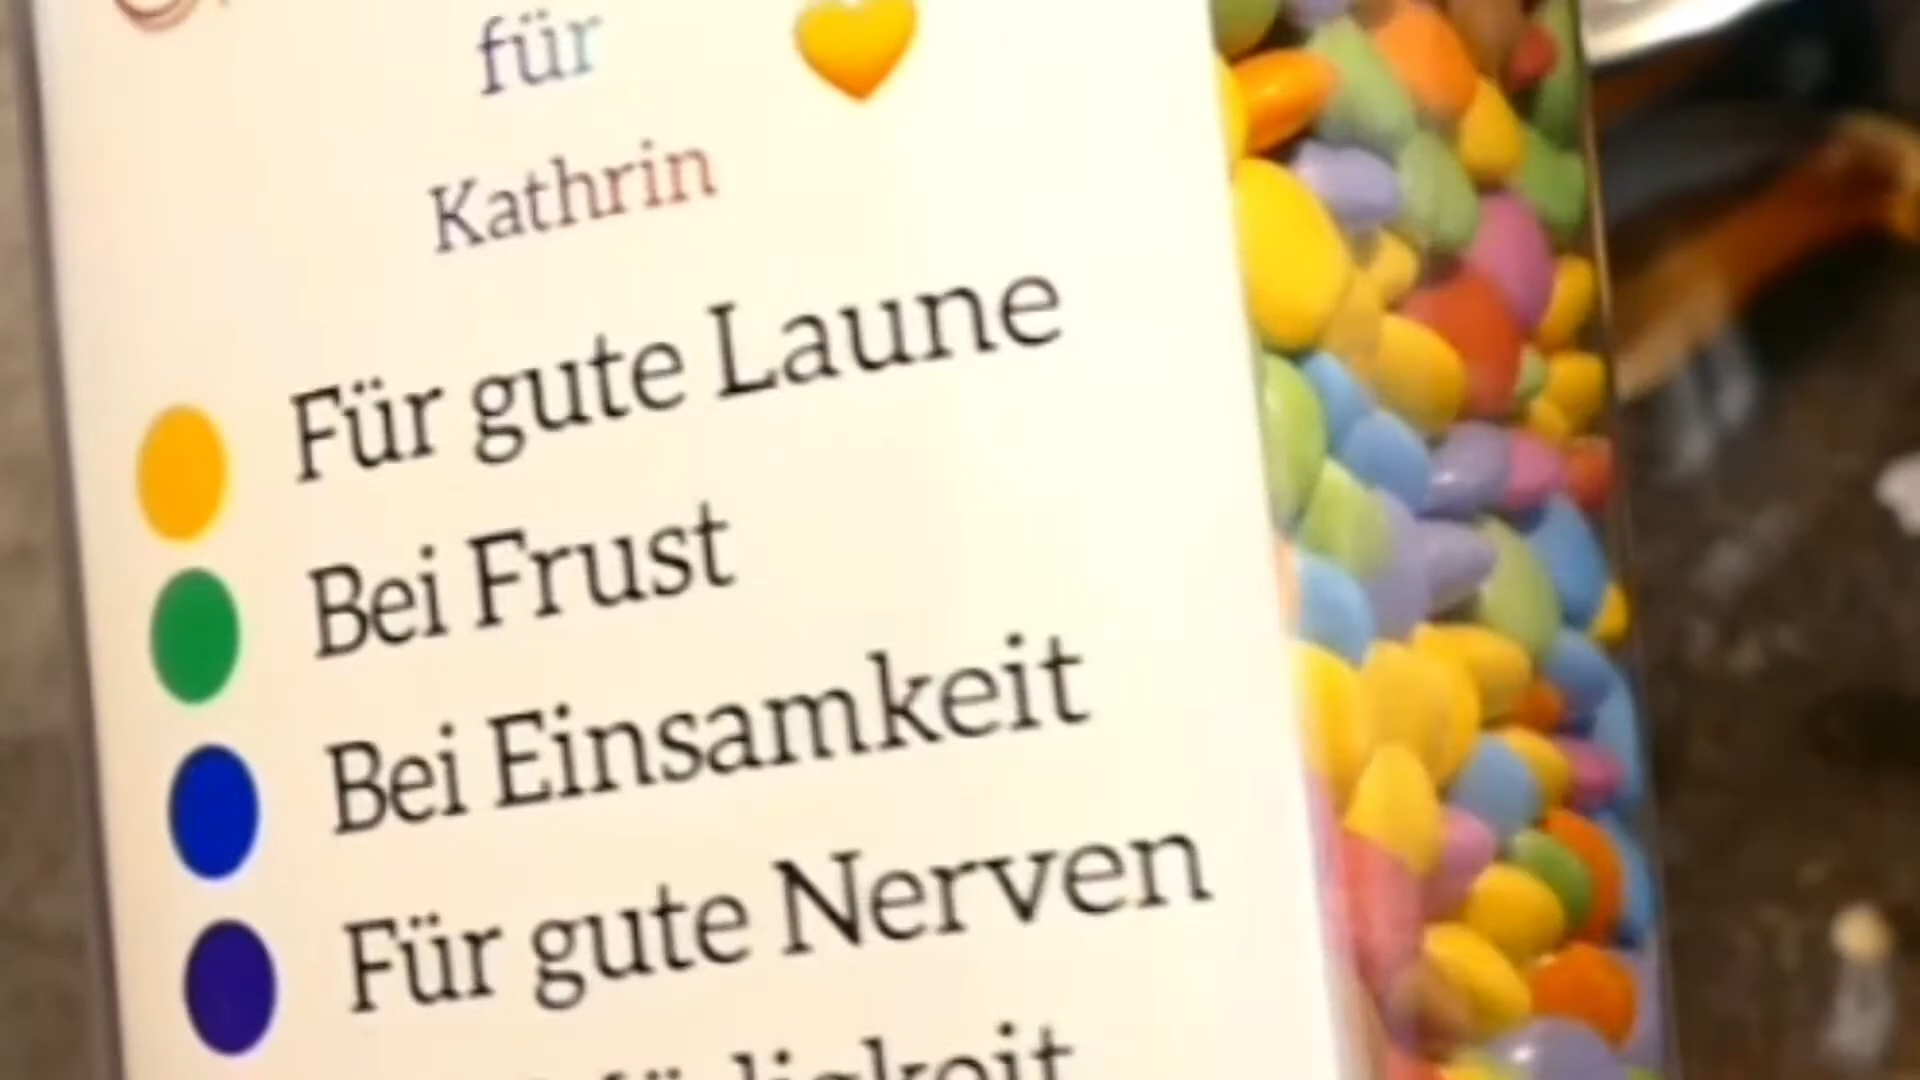 für
Kathrin
Für gute Laune
Bei Frust
Bei Einsamkeit
Für gute Nerven